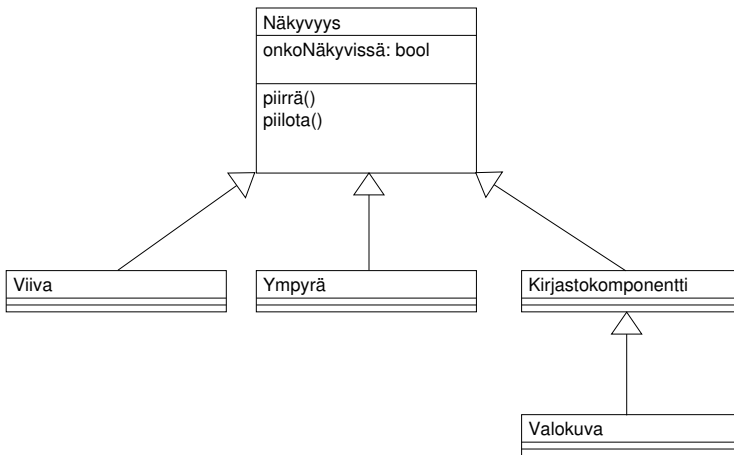 Näkyvyys
onkoNäkyvissä: bool
piirrä()
piilota()
Viiva
Ympyrä
Kirjastokomponentti
Valokuva